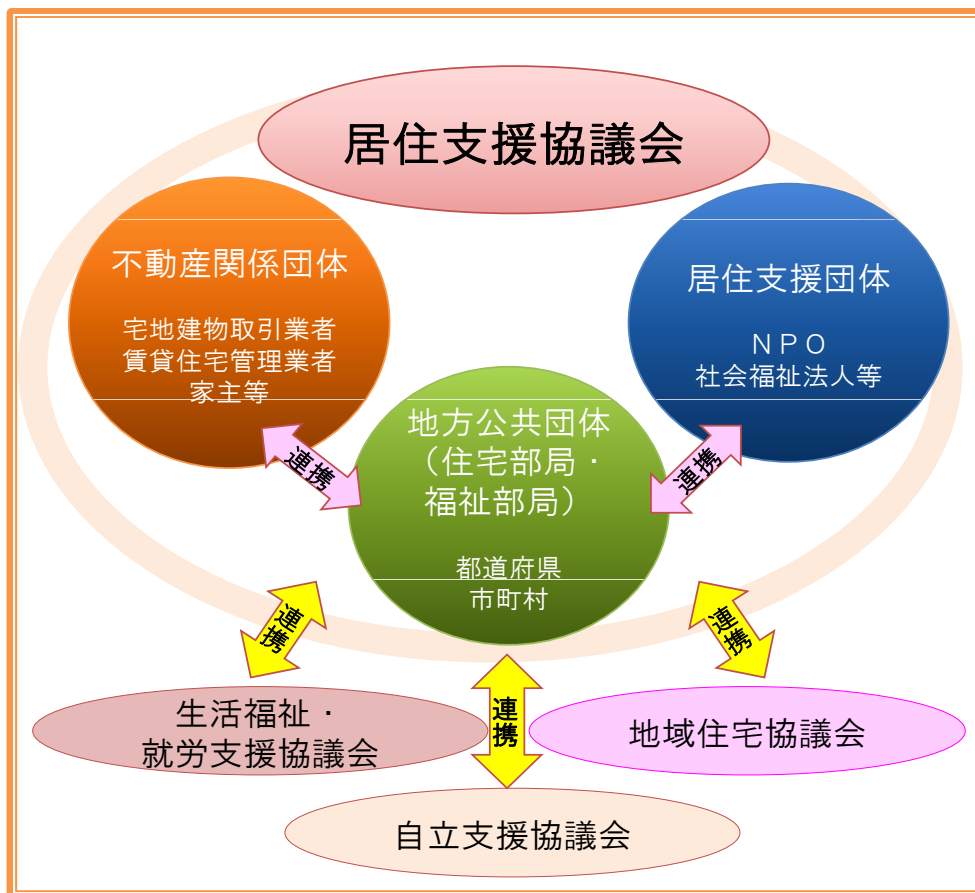 居住支援協議会
不動産関係団体
宅地建物取引業者
賃貸住宅管理業者
家主等
居住支援団体
ＮＰＯ
社会福祉法人等
地方公共団体
（住宅部局・
福祉部局）
都道府県
市町村
連携
連携
連携
連携
連携
生活福祉・
就労支援協議会
地域住宅協議会
自立支援協議会